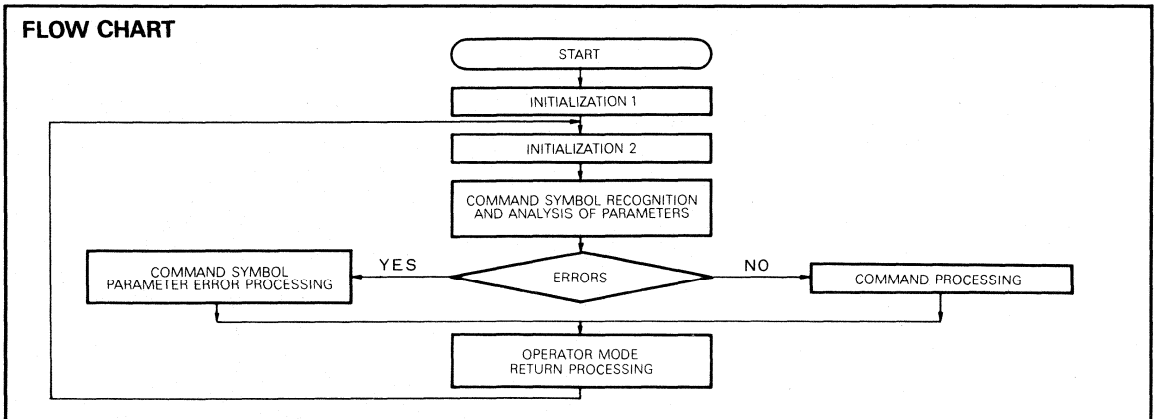 FLOW CHART
START
INITIALIZATION 1
INITIALIZATION 2
COMMAND SYMBOL RECOGNITION
AND ANALYSIS OF PARAMETERS
COMMAND SYMBOL
PARAMETER ERROR PROCESSING
YES
ERRORS
NO
COMMAND PROCESSING
OPERATOR MODE
RETURN PROCESSING